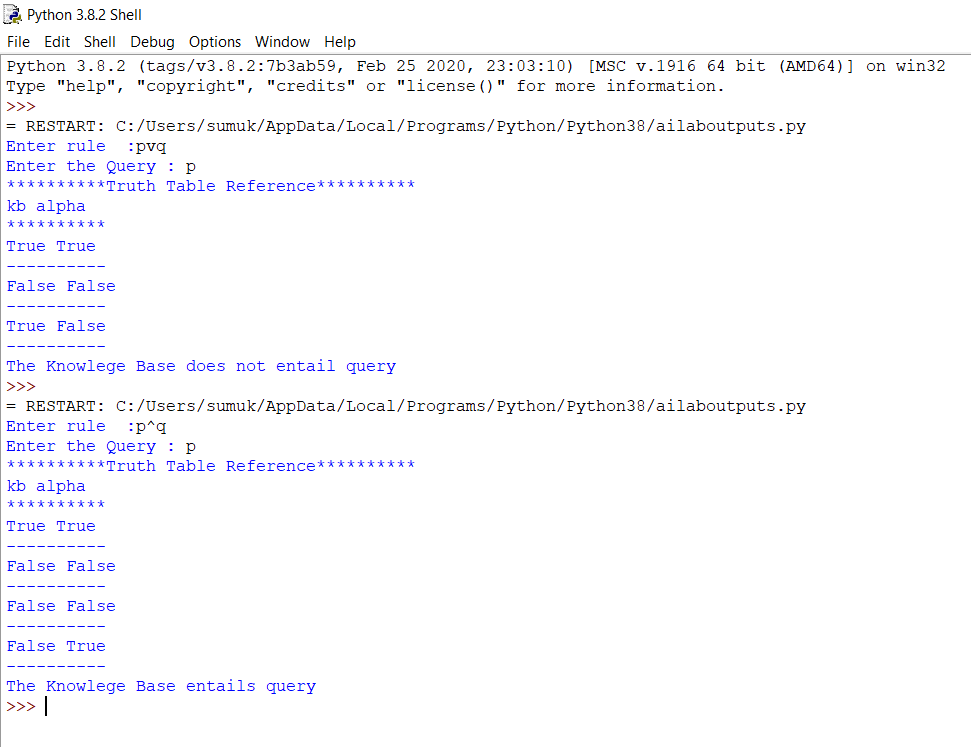 Python 3.8.2 Shell
File Edit Shell Debug Options Window Help
Python 3.8.2 (tags/v3.8.2:7b3ab59, Feb 25 2020, 23:03:10) [MSC v.1916 64 bit (AMD64)] on win32
Type "help", "copyright", "credits" or "license()" for more information.
>>>
= RESTART: C:/Users/sumuk/AppData/Local/Programs/Python/Python38/ailaboutputs.py
Enter rule  :pvq
Enter the Query : p
**********Truth Table Reference**********
kb alpha
**********
True True
----------
False False
----------
True False
----------
The Knowlege Base does not entail query
>>>
= RESTART: C:/Users/sumuk/AppData/Local/Programs/Python/Python38/ailaboutputs.py
Enter rule  :p^q
Enter the Query : p
**********Truth Table Reference**********
kb alpha
**********
True True
----------
False False
----------
False False
----------
False True
----------
The Knowlege Base entails query
>>>